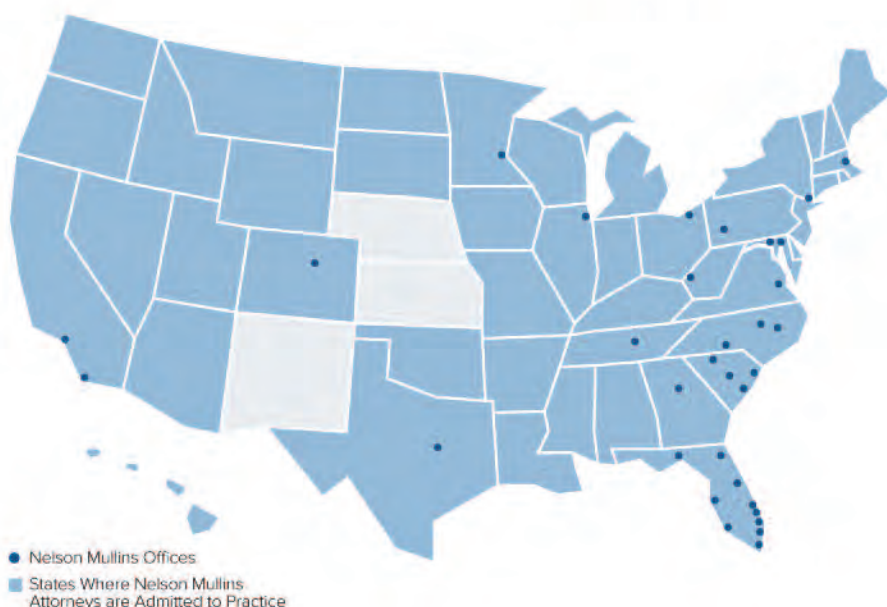 Nelson Mullins Offices
States Where Nelson Mullins
Attorneys are Admitted to Practice